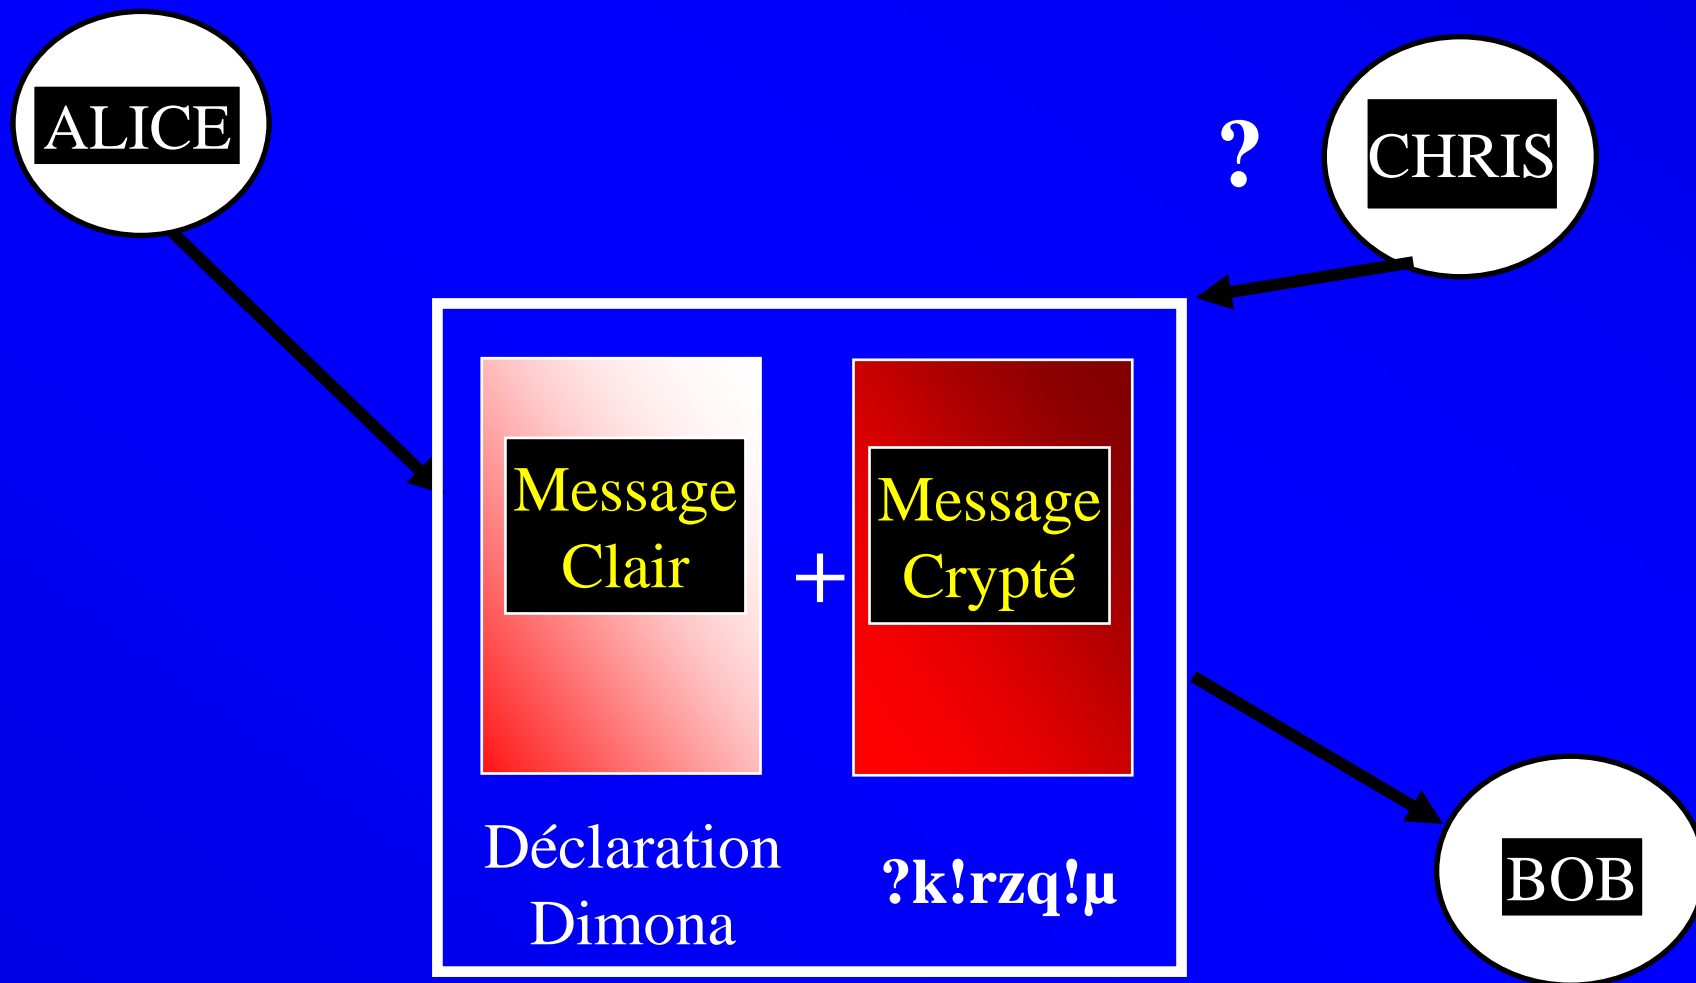 ALICE
?
CHRIS
Message
Clair
+
Message
Crypté
Déclaration
Dimona
?k!rzq!µ
BOB